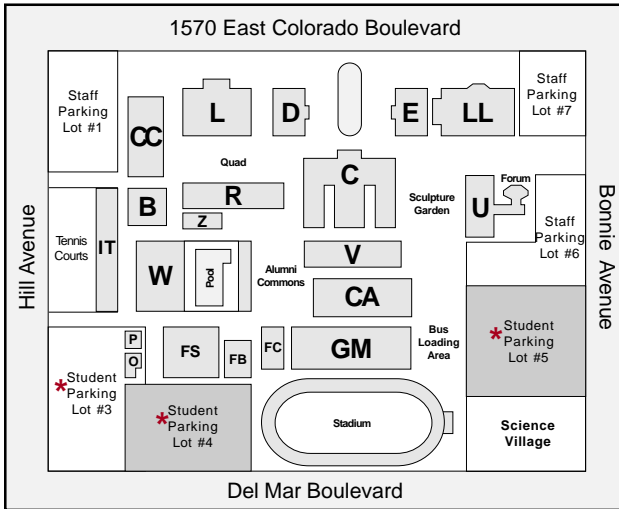 1570 East Colorado Boulevard
Staff
Parking
Lot #1
CC
L
D
E
LL
Staff
Parking
Lot #7
Quad
C
Forum
B
R
Z
Sculpture
Garden
U
Hill Avenue
Bonnie Avenue
Tennis
Courts
IT
W
Pool
Alumni
Commons
V
CA
Staff
Parking
Lot #6
P
O
FS
FB
FC
GM
Bus
Loading
Area
*Student
Parking
Lot #5
*Student
Parking
Lot #3
*Student
Parking
Lot #4
Stadium
Science
Village
Del Mar Boulevard